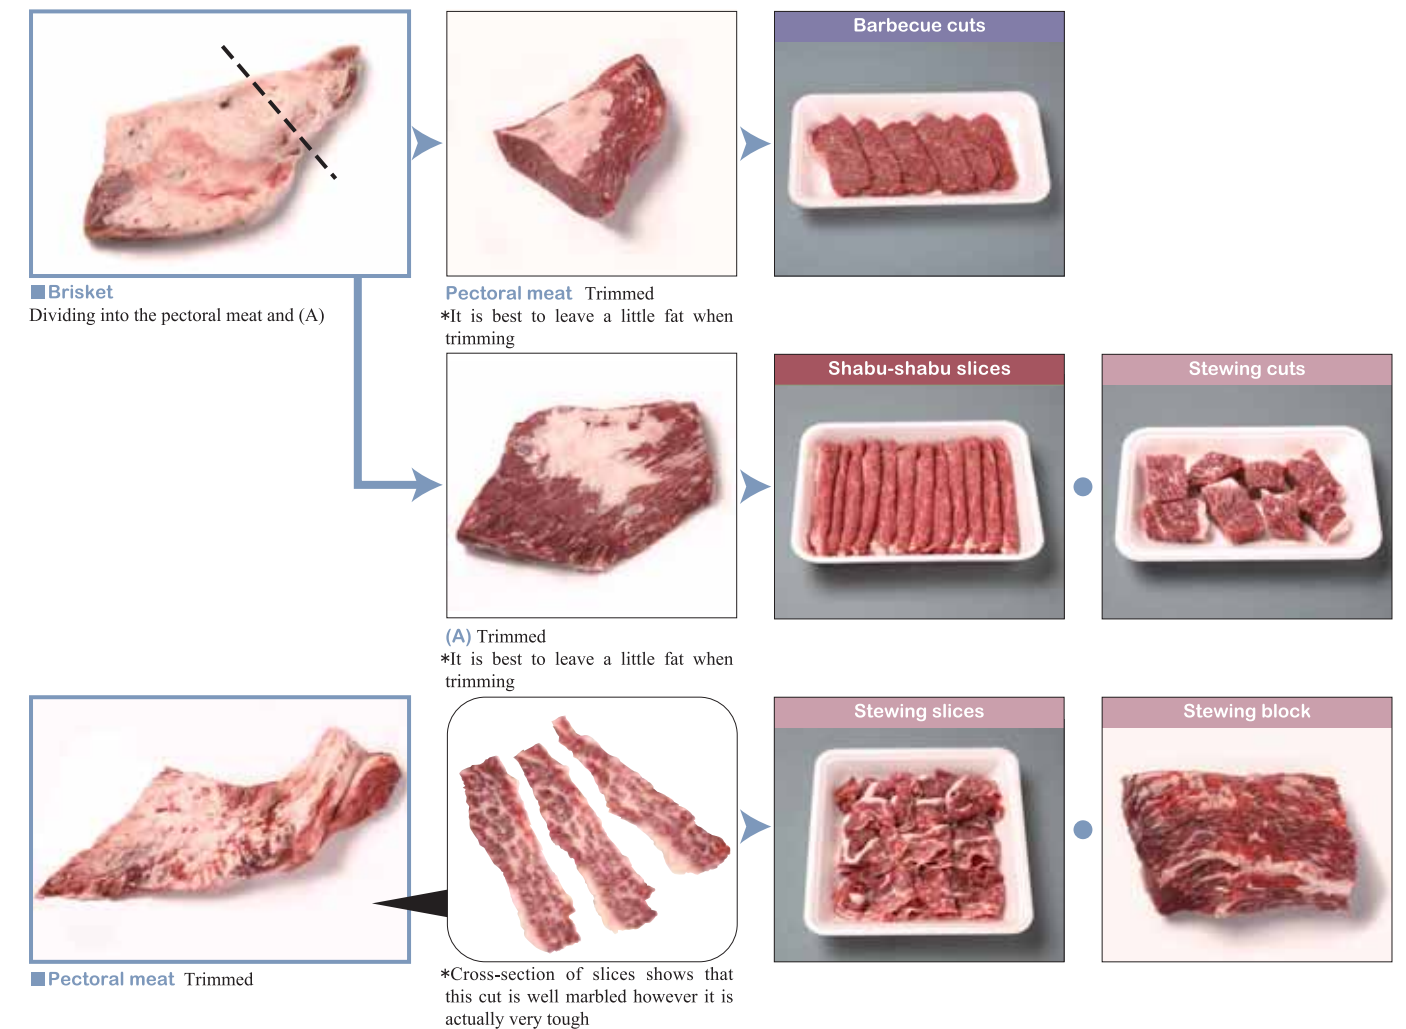 Barbecue cuts
■Brisket
Dividing into the pectoral meat and (A)
Pectoral meat Trimmed
*It is best to leave a little fat when
trimming
Shabu-shabu slices
Stewing cuts
(A) Trimmed
*It is best to leave a little fat when
trimming
Stewing slices
Stewing block
■Pectoral meat Trimmed
*Cross-section of slices shows that
this cut is well marbled however it is
actually very tough